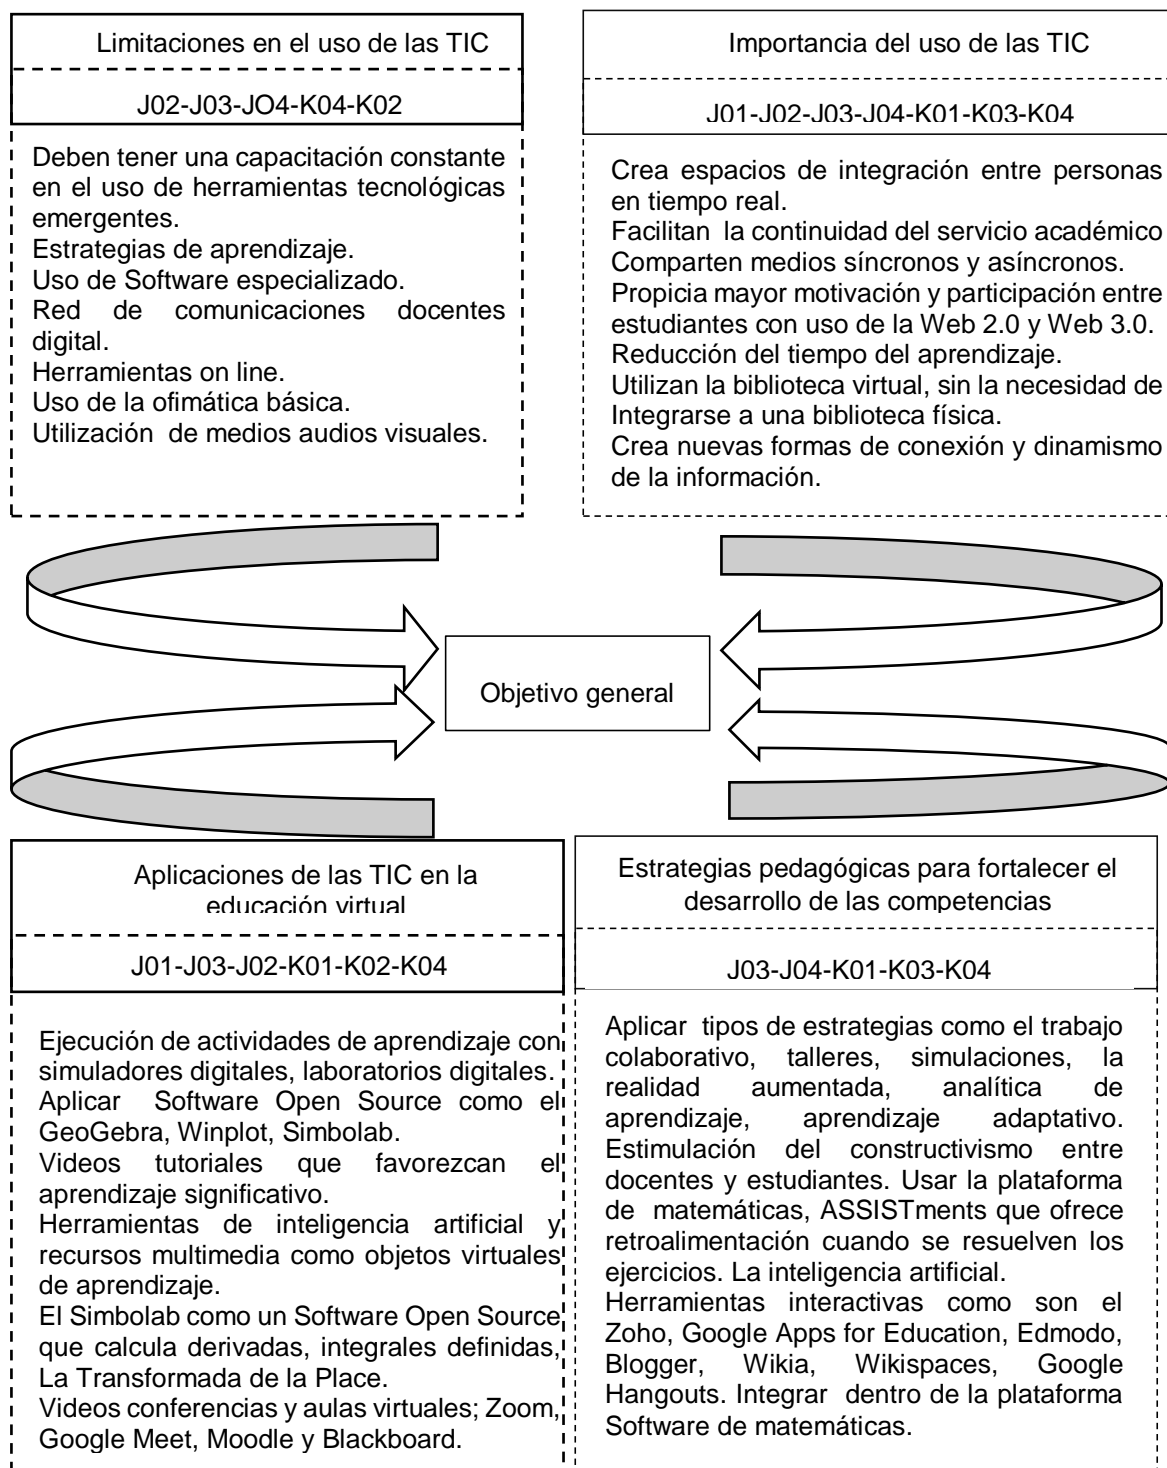 Limitaciones en el uso de las TIC
J02-J03-JO4-K04-K02
Deben tener una capacitación constante
en el uso de herramientas tecnológicas
emergentes.
Estrategias de aprendizaje.
Uso de Software especializado.
Red de comunicaciones docentes
digital.
Herramientas on line.
Uso de la ofimática básica.
Utilización de medios audios visuales.
Importancia del uso de las TIC
J01-J02-J03-J04-K01-K03-K04
Crea espacios de integración entre personas
en tiempo real.
Facilitan la continuidad del servicio académico
Comparten medios síncronos y asíncronos.
Propicia mayor motivación y participación entre
estudiantes con uso de la Web 2.0 y Web 3.0.
Reducción del tiempo del aprendizaje.
Utilizan la biblioteca virtual, sin la necesidad de
Integrarse a una biblioteca física.
Crea nuevas formas de conexión y dinamismo
de la información.
Objetivo general
Aplicaciones de las TIC en la
educación virtual
J01-J03-J02-K01-K02-K04
Ejecución de actividades de aprendizaje con
simuladores digitales, laboratorios digitales.
Aplicar Software Open Source como el
GeoGebra, Winplot, Simbolab.
Videos tutoriales que favorezcan el
aprendizaje significativo.
Herramientas de inteligencia artificial y
recursos multimedia como objetos virtuales
de aprendizaje.
El Simbolab como un Software Open Source
que calcula derivadas, integrales definidas,
La Transformada de la Place.
Videos conferencias y aulas virtuales; Zoom,
Google Meet, Moodle y Blackboard.
Estrategias pedagógicas para fortalecer el
desarrollo de las competencias
J03-J04-K01-K03-K04
Aplicar tipos de estrategias como el trabajo
colaborativo, talleres, simulaciones, la
realidad aumentada, analítica de
aprendizaje, aprendizaje adaptativo.
Estimulación del constructivismo entre
docentes y estudiantes. Usar la plataforma
de matemáticas, ASSISTments que ofrece
retroalimentación cuando se resuelven los
ejercicios. La inteligencia artificial.
Herramientas interactivas como son el
Zoho, Google Apps for Education, Edmodo,
Blogger, Wikia, Wikispaces, Google
Hangouts. Integrar dentro de la plataforma
Software de matemáticas.